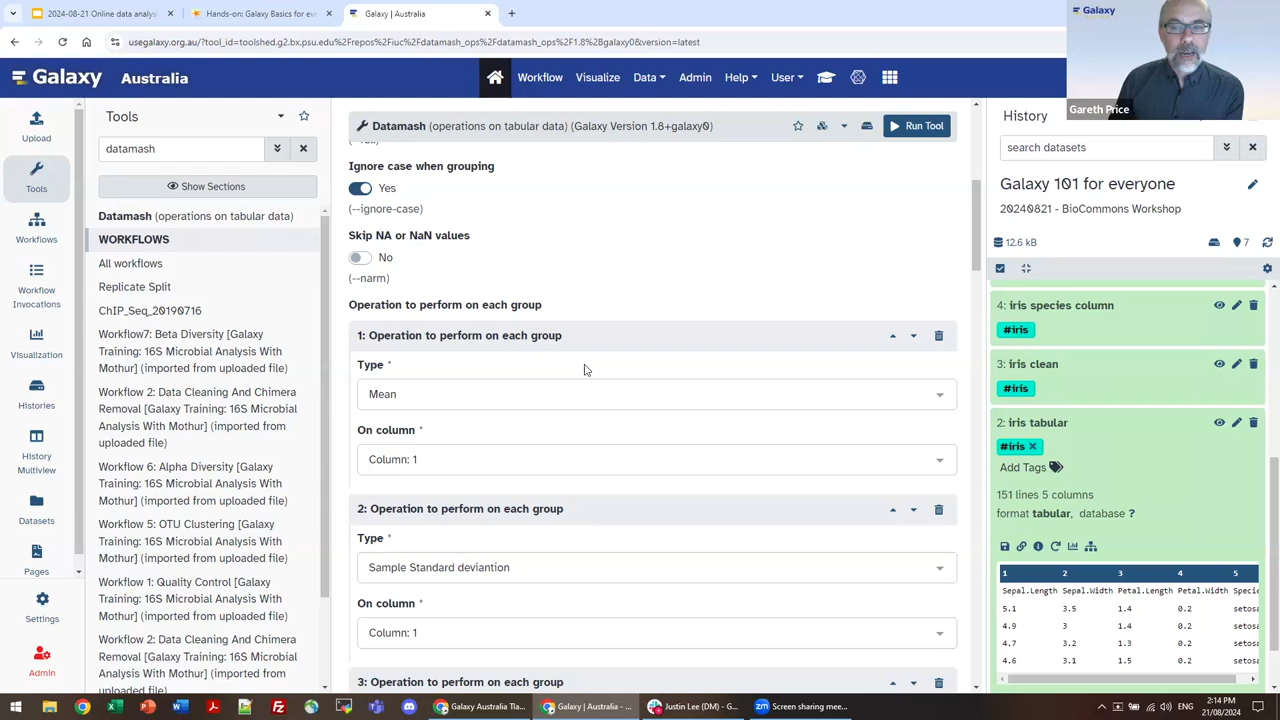 2024-08-21 Online data analysi
Hands-on: Galaxy Basics for ev
Galaxy | Australia
usegalaxy.org.au/?tool_id=toolshed.g2.bx.psu.edu%2Frepos%2Fiuc%2Fdatamash_ops%2Fdatamash_ops%2F1.8%2Bgalaxy0&version=latest
Galaxy Australia
Workflow Visualize Data Admin Help User
Galaxy
Gareth Price
Upload
Tools
Workflows
Workflow
Invocations
Visualization
Histories
History
Multiview
Datasets
Pages
Settings
Admin
Tools
datamash
Show Sections
Datamash (operations on tabular data)
WORKFLOWS
All workflows
Replicate Split
ChIP_Seq_20190716
Workflow7: Beta Diversity [Galaxy
Training: 16S Microbial Analysis With
Mothur] (imported from uploaded file)
Workflow 2: Data Cleaning And Chimera
Removal [Galaxy Training: 16S Microbial
Analysis With Mothur] (imported from
uploaded file)
Workflow 6: Alpha Diversity [Galaxy
Training: 16S Microbial Analysis With
Mothur] (imported from uploaded file)
Workflow 5: OTU Clustering [Galaxy
Training: 16S Microbial Analysis With
Mothur] (imported from uploaded file)
Workflow 1: Quality Control [Galaxy
Training: 16S Microbial Analysis With
Mothur] (imported from uploaded file)
Workflow 2: Data Cleaning And Chimera
Removal [Galaxy Training: 16S Microbial
Analysis With Mothur] (imported from
uploaded file)
Datamash (operations on tabular data) (Galaxy Version 1.8+galaxy0)
Run Tool
(--full)
Ignore case when grouping
Yes
(--ignore-case)
Skip NA or NaN values
No
(--narm)
Operation to perform on each group
1: Operation to perform on each group
Type *
Mean
On column *
Column: 1
2: Operation to perform on each group
Type *
Sample Standard deviantion
On column *
Column: 1
3: Operation to perform on each group
History
search datasets
Galaxy 101 for everyone
20240821 - BioCommons Workshop
12.6 kB
7
4: iris species column
#iris
3: iris clean
#iris
2: iris tabular
#iris
Add Tags
151 lines 5 columns
format tabular, database ?
1 2 3 4 5
Sepal.Length Sepal.Width Petal.Length Petal.Width Specie
5.1 3.5 1.4 0.2 setosa
4.9 3 1.4 0.2 setosa
4.7 3.2 1.3 0.2 setosa
4.6 3.1 1.5 0.2 setosa
Galaxy Australia Tla...
Galaxy | Australia - ...
Justin Lee (DM) - G...
Screen sharing mee...
ENG
2:14 PM
21/08/2024